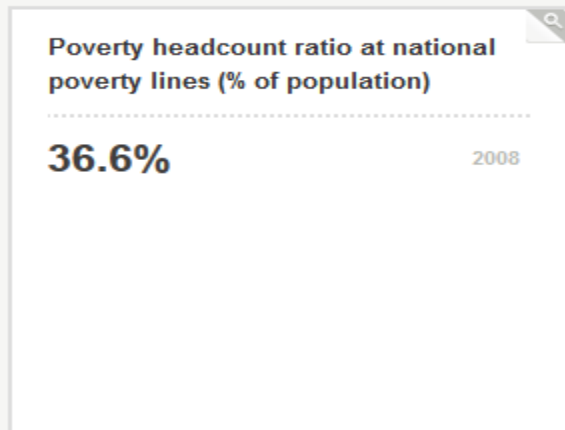 Poverty headcount ratio at national
poverty lines (% of population)
36.6%
2008